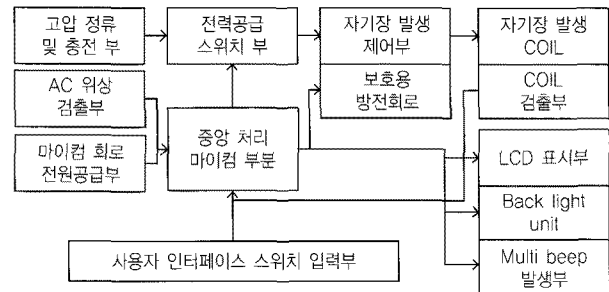 고압 정류
및 충전 부
전력공급
스위치 부
자기장 발생
제어부
자기장 발생
COIL
AC 위상
검출부
보호용
방전회로
COIL
검출부
마이컴 회로
전원공급부
중앙 처리
마이컴 부분
LCD 표시부
Back light
unit
Multi beep
발생부
사용자 인터페이스 스위치 입력부